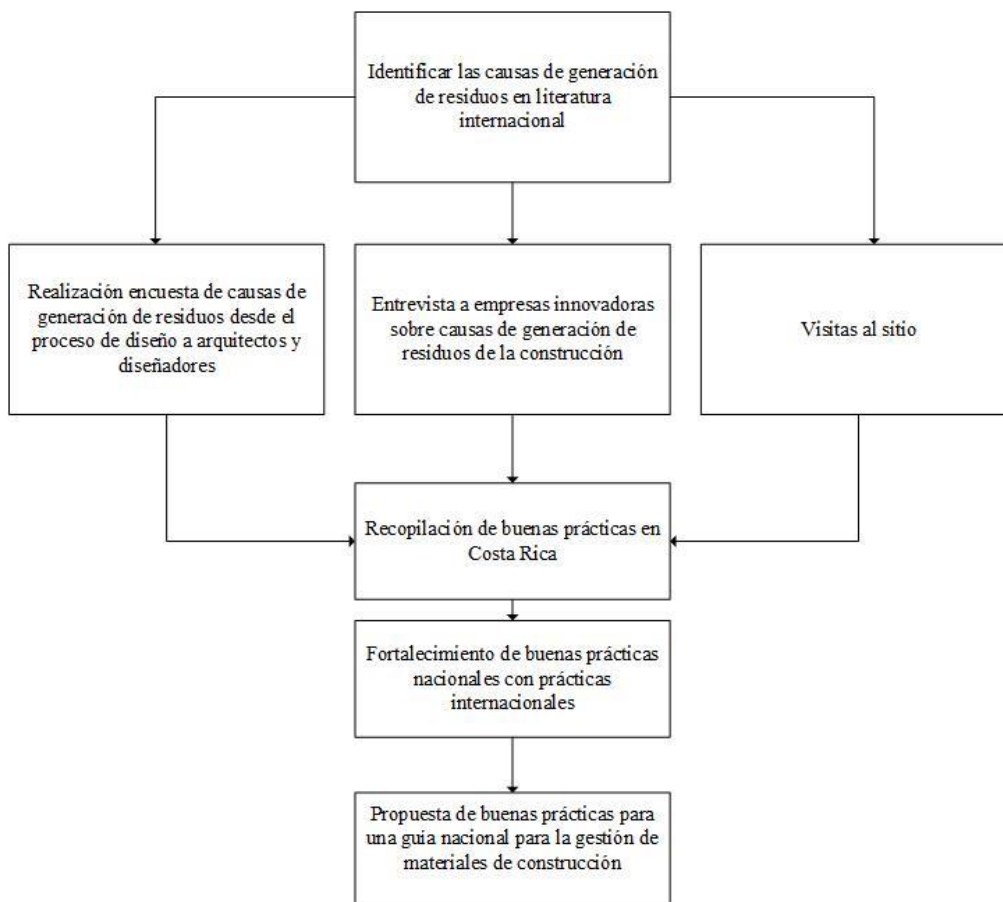 Identificar las causas de generación
de residuos en literatura
internacional
Realización encuesta de causas de
generación de residuos desde el
proceso de diseño a arquitectos y
diseñadores
Entrevista a empresas innovadoras
sobre causas de generación de
residuos de la construcción
Visitas al sitio
Recopilación de buenas prácticas en
Costa Rica
Fortalecimiento de buenas prácticas
nacionales con prácticas
internacionales
Propuesta de buenas prácticas para
una guía nacional para la gestión de
materiales de construcción